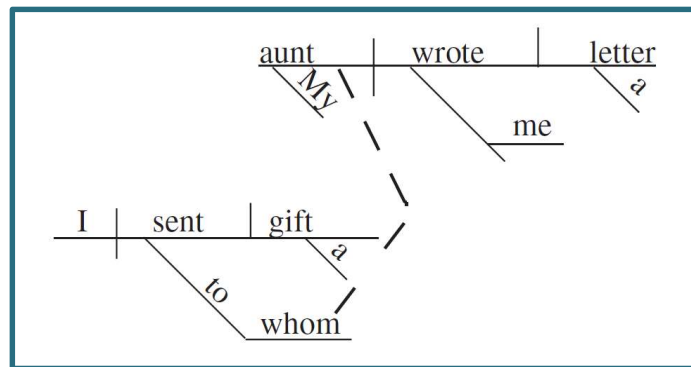 aunt wrote letter
My a
me
I sent gift
a
to
whom